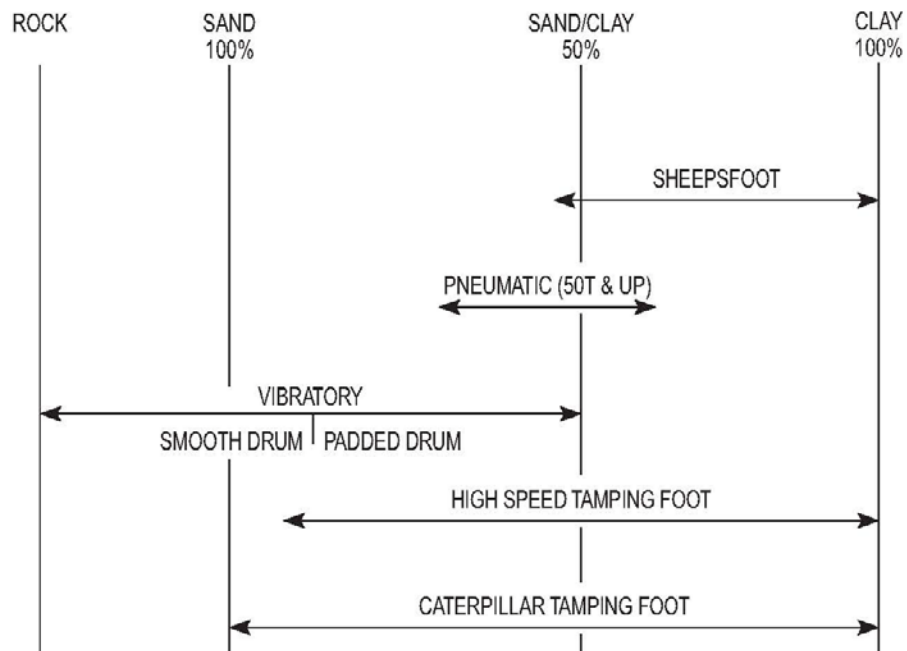 ROCK
SAND
100%
SAND/CLAY
50%
CLAY
100%
SHEEPSFOOT
PNEUMATIC (50T & UP)
VIBRATORY
SMOOTH DRUM
PADDED DRUM
HIGH SPEED TAMPING FOOT
CATERPILLAR TAMPING FOOT